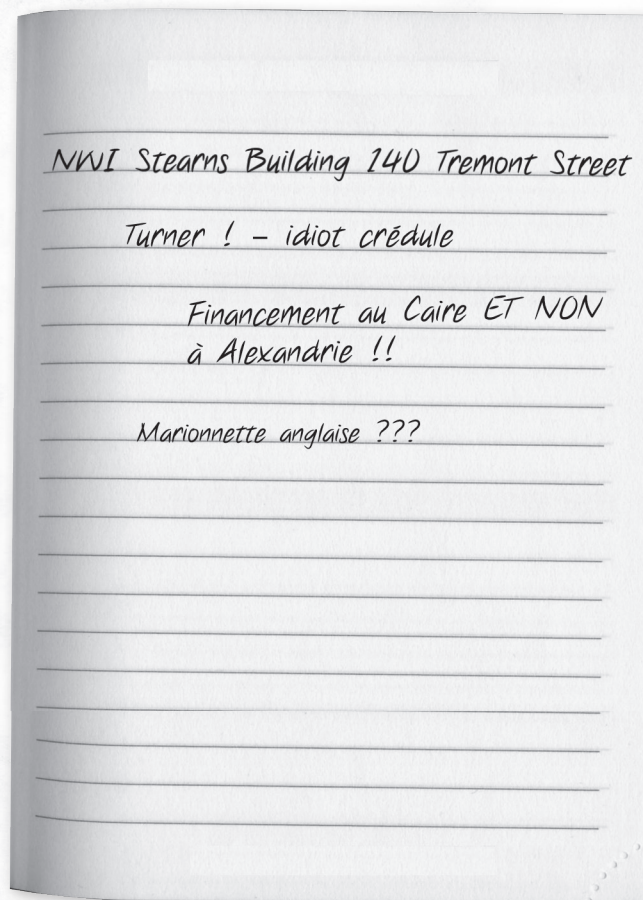 NWI Stearns Building 140 Tremont Street
Turner ! – idiot crédule
Financement au Caire ET NON
à Alexandrie !!
Marionnette anglaise ???